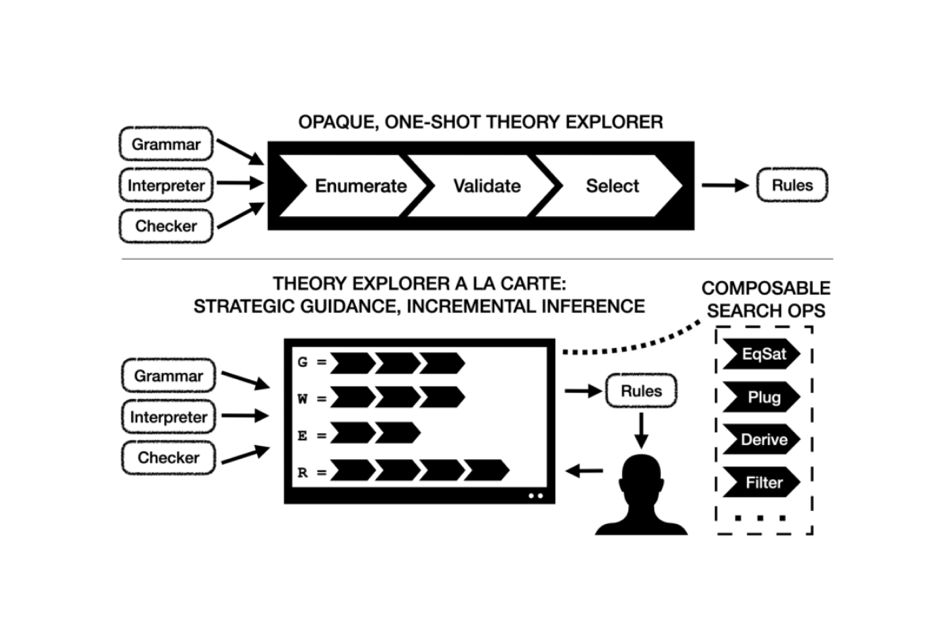 OPAQUE, ONE-SHOT THEORY EXPLORER
Grammar
Interpreter
Checker
Enumerate
Validate
Select
Rules
THEORY EXPLORER A LA CARTE:
STRATEGIC GUIDANCE, INCREMENTAL INFERENCE
COMPOSABLE
SEARCH OPS
Grammar
Interpreter
Checker
G =
W =
E =
R =
Rules
EqSat
Plug
Derive
Filter
. . .